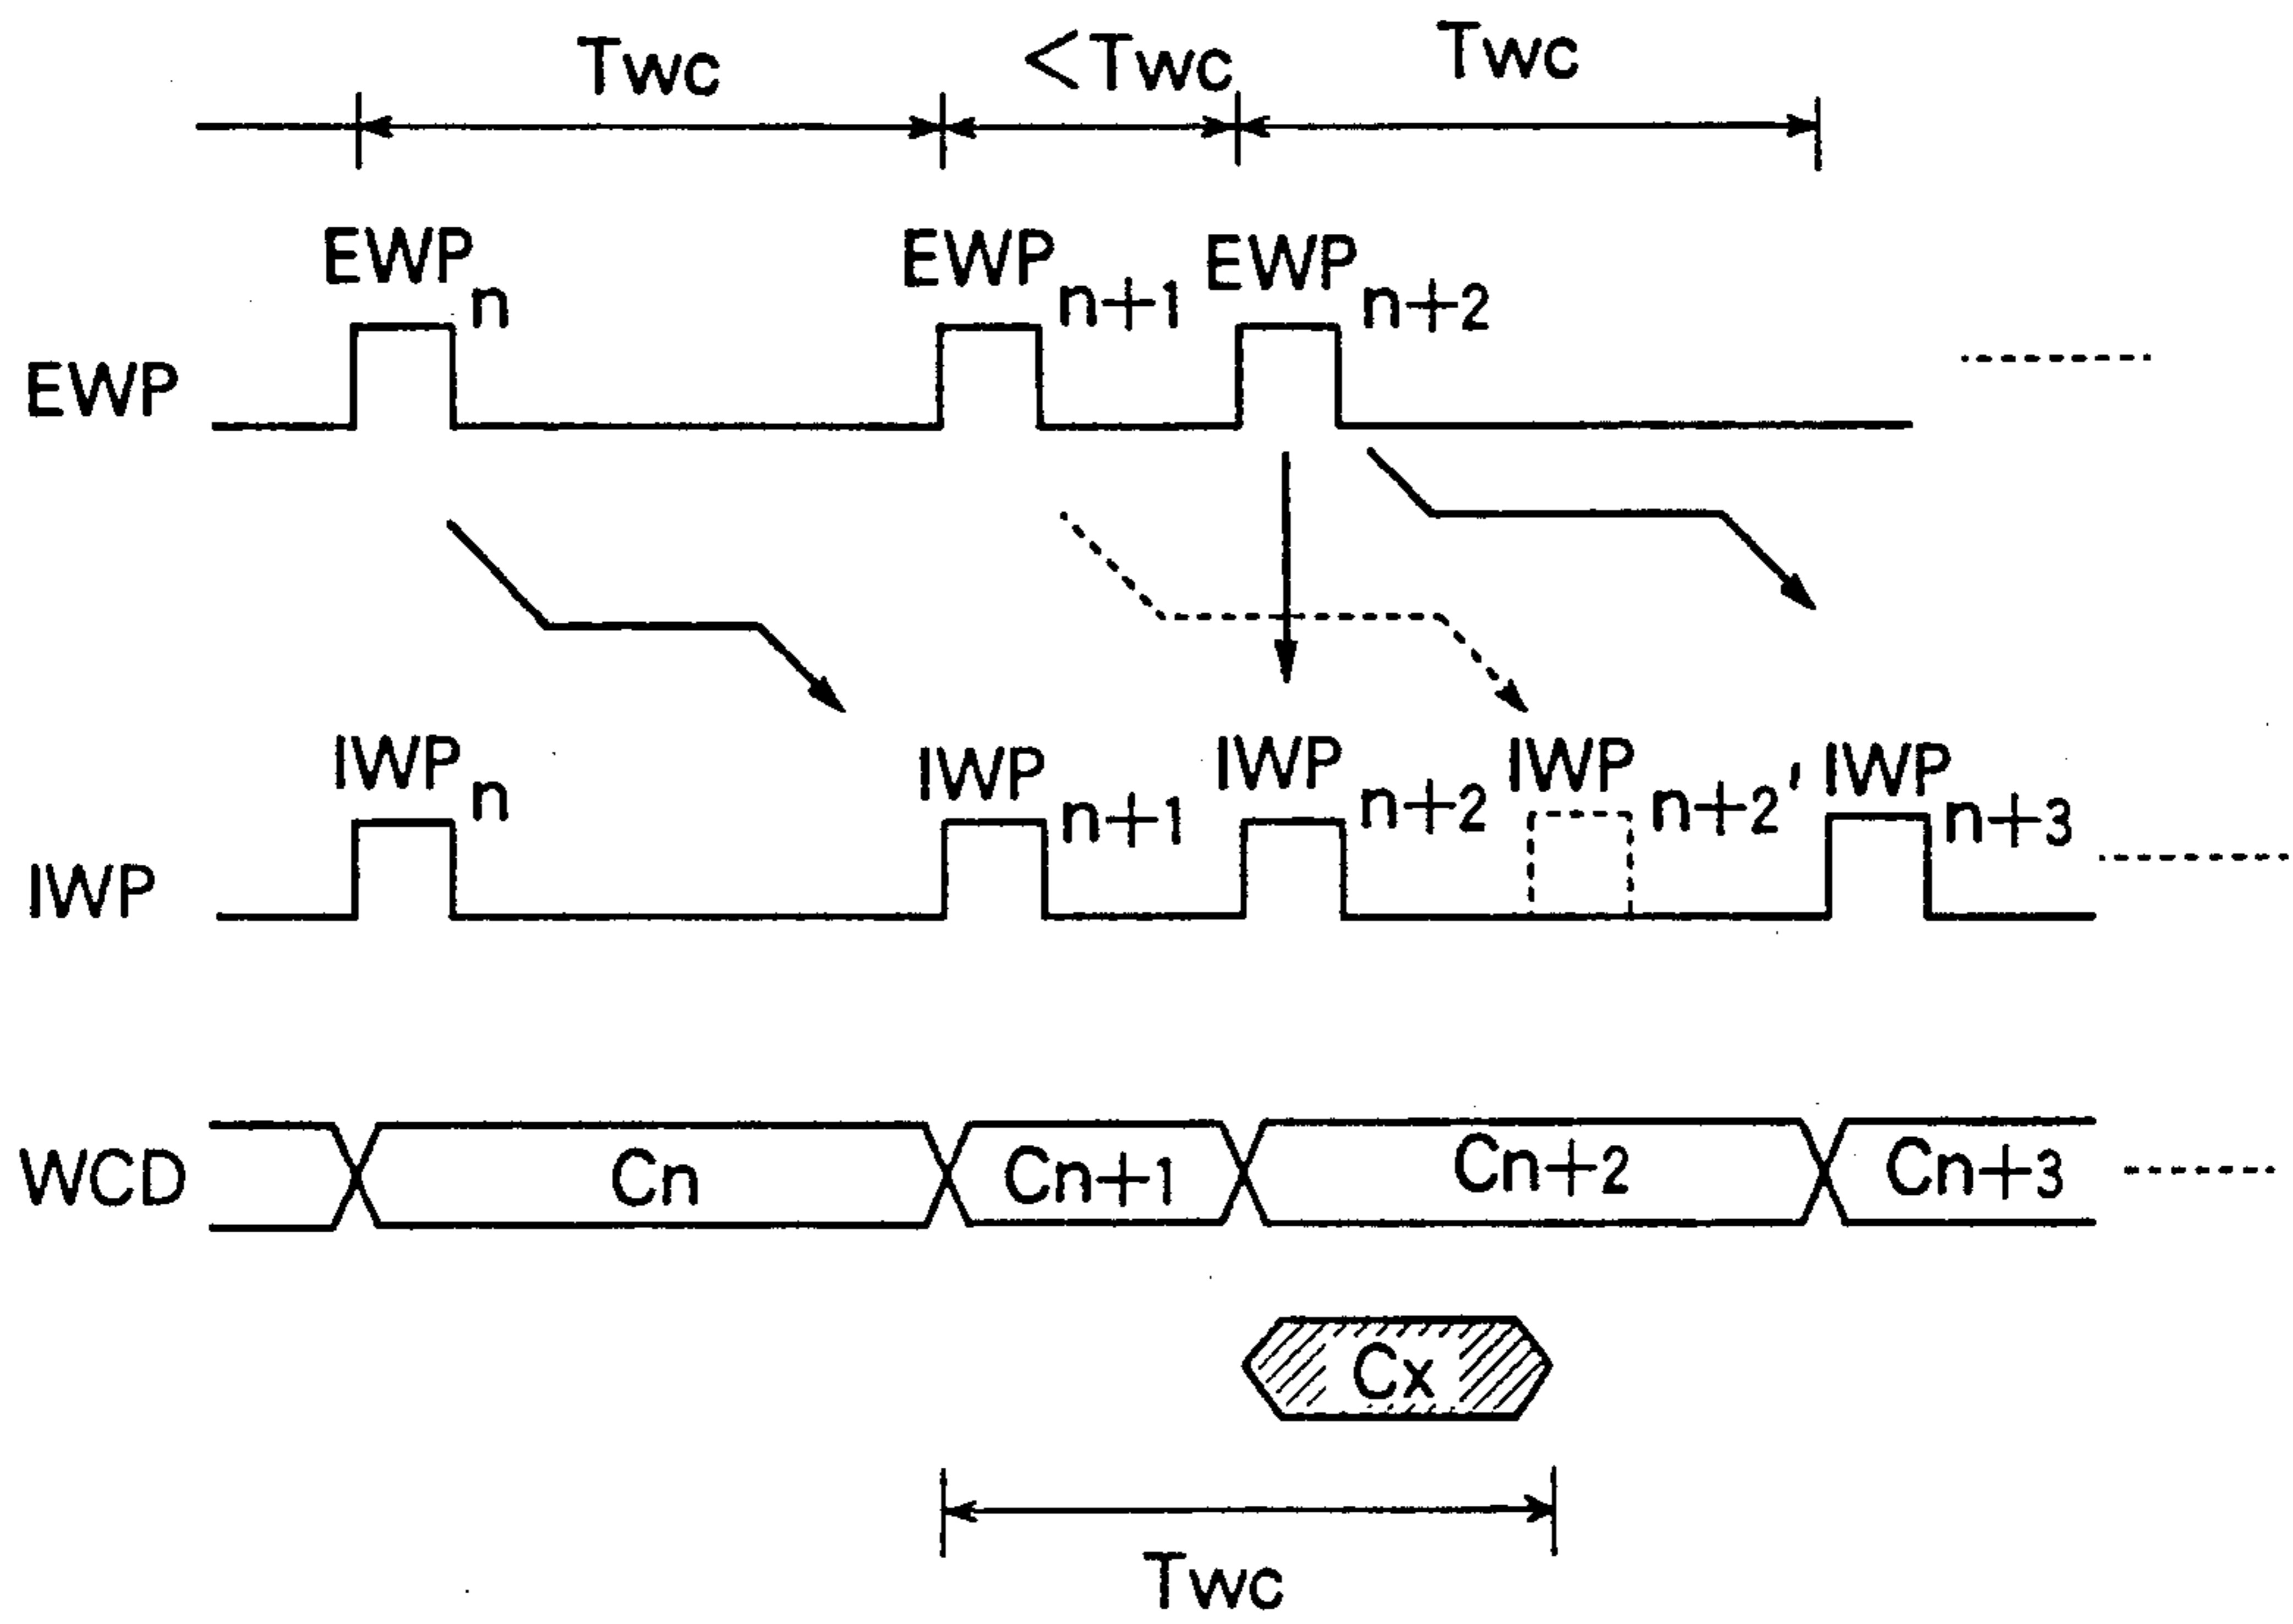 Twc <Twc Twc
EWPn EWPn+1 EWPn+2
EWP
IWPn IWPn+1 IWPn+2 IWPn+2' IWPn+3
IWP
WCD Cn Cn+1 Cn+2 Cn+3
Cx
Twc